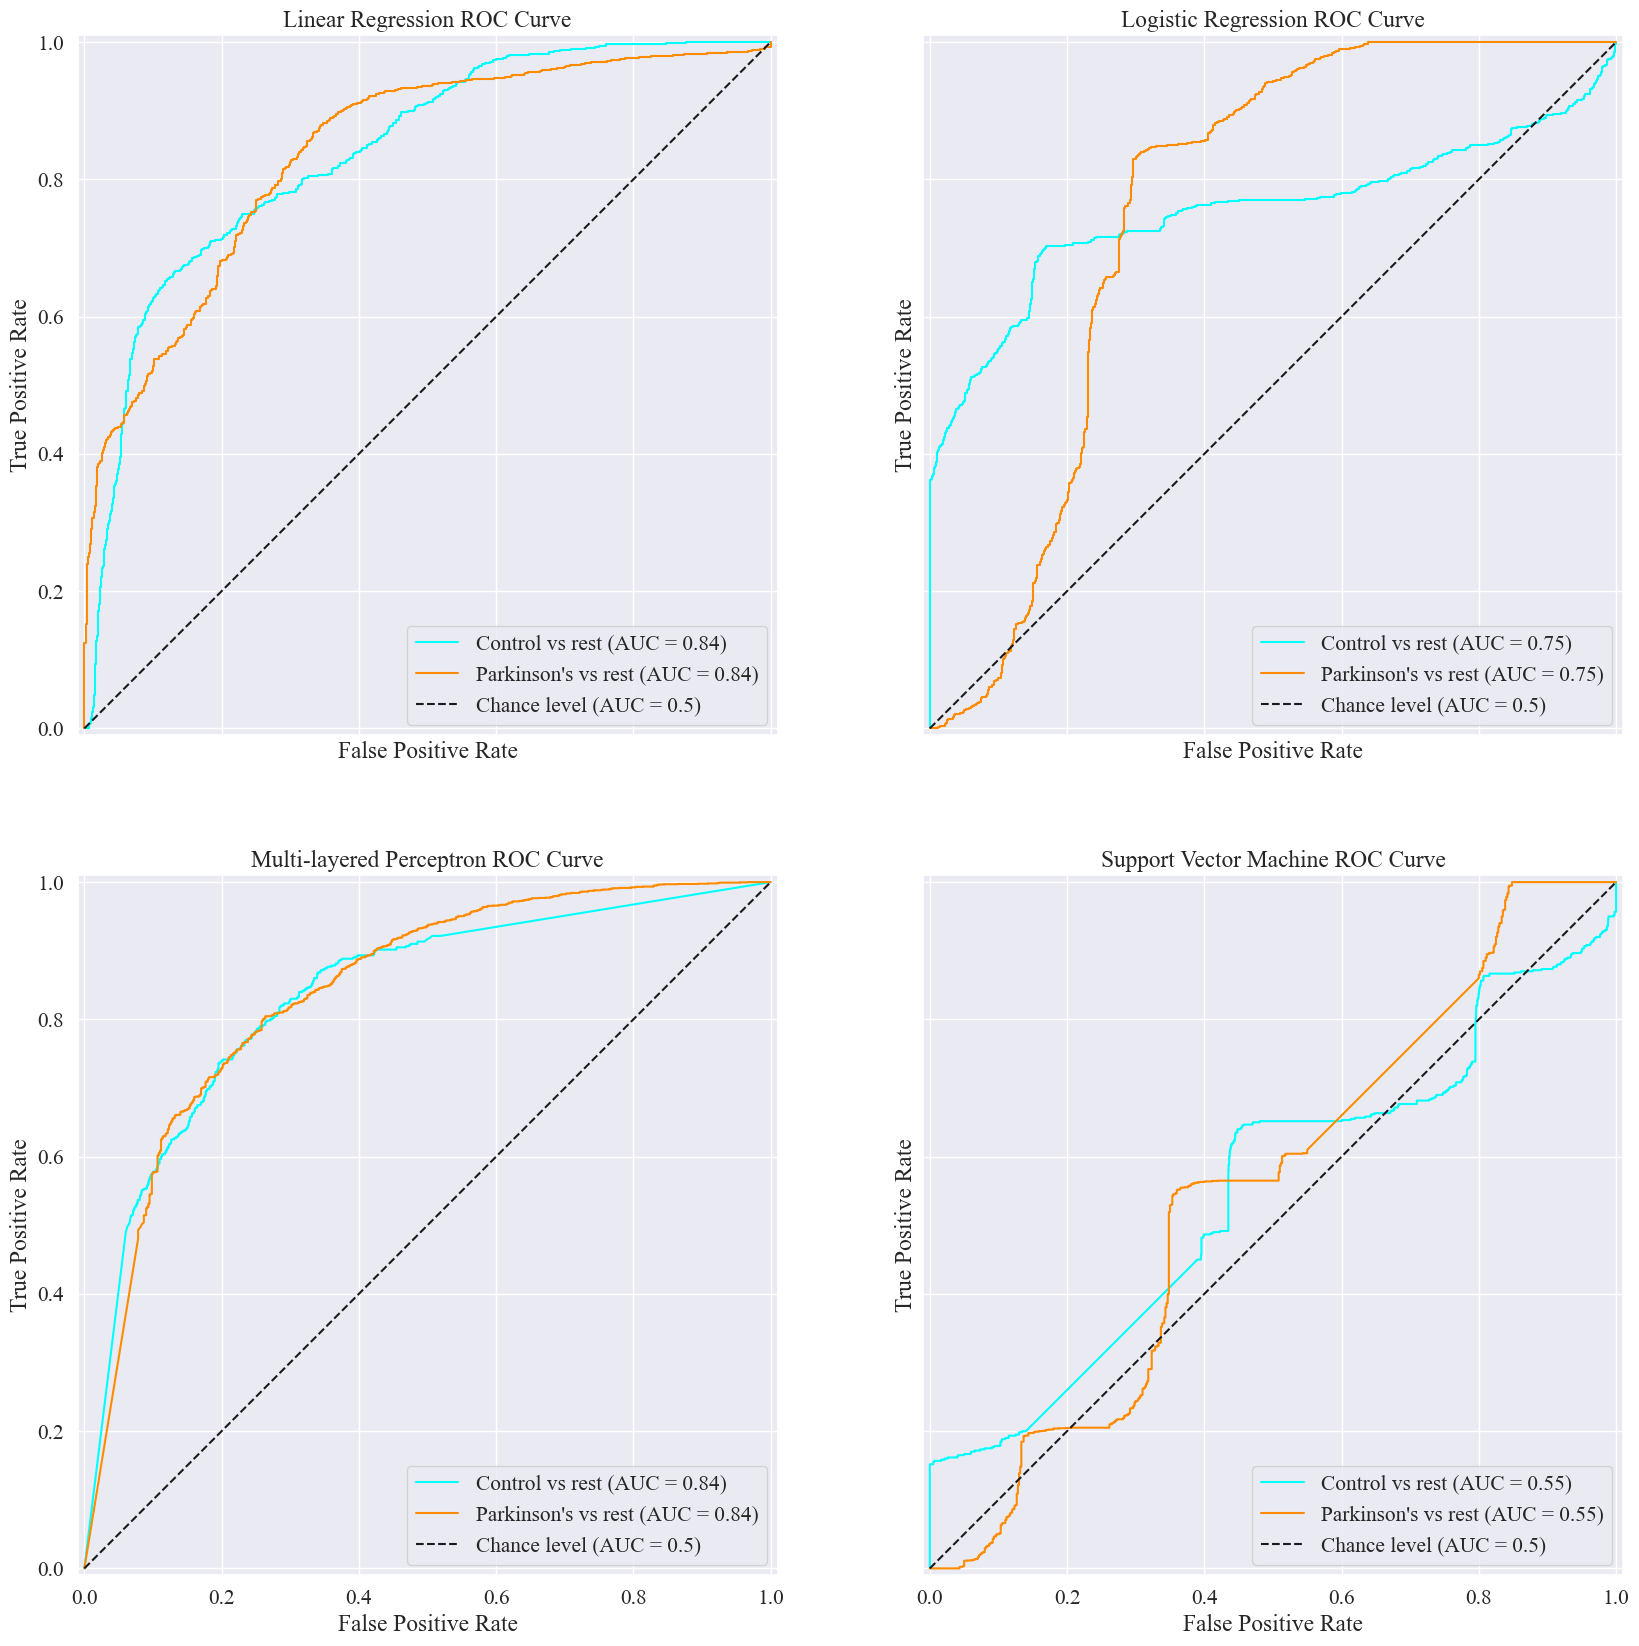 Linear Regression ROC Curve
1.0
0.8
0.6
0.4
0.2
0.0
True Positive Rate
Control vs rest (AUC = 0.84)
Parkinson's vs rest (AUC = 0.84)
Chance level (AUC = 0.5)
False Positive Rate
Logistic Regression ROC Curve
True Positive Rate
Control vs rest (AUC = 0.75)
Parkinson's vs rest (AUC = 0.75)
Chance level (AUC = 0.5)
False Positive Rate
Multi-layered Perceptron ROC Curve
1.0
0.8
0.6
0.4
0.2
0.0
True Positive Rate
Control vs rest (AUC = 0.84)
Parkinson's vs rest (AUC = 0.84)
Chance level (AUC = 0.5)
0.0 0.2 0.4 0.6 0.8 1.0
False Positive Rate
Support Vector Machine ROC Curve
True Positive Rate
Control vs rest (AUC = 0.55)
Parkinson's vs rest (AUC = 0.55)
Chance level (AUC = 0.5)
0.0 0.2 0.4 0.6 0.8 1.0
False Positive Rate